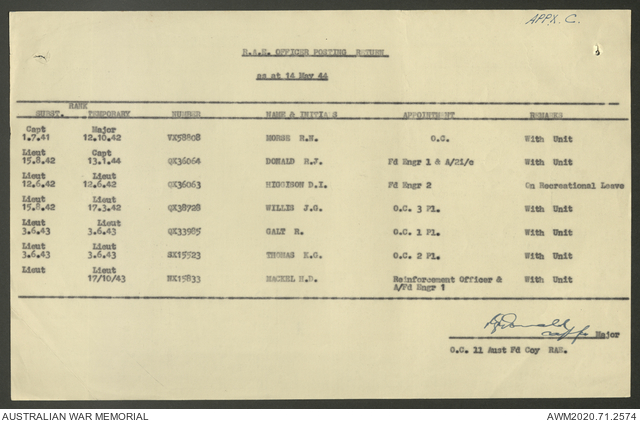 APPX. C.
R.A.E. OFFICER POSTING RETURN
as at 14 May 44
RANK
SUBST. TEMPORARY NUMBER NAME & INITIALS APPOINTMENT REMARKS
Capt Major
1.7.41 12.10.42 VX58808 MORSE R.N. O.C. With Unit
Lieut Capt
15.8.42 13.1.44 QX36064 DONALD R.J. Fd Engr 1 & A/2i/c With Unit
Lieut Lieut
12.6.42 12.6.42 QX36063 HIGGISON D.I. Fd Engr 2 On Recreational Leave
Lieut Lieut
15.8.42 17.3.42 QX38728 WILLIS J.G. O.C. 3 Pl. With Unit
Lieut Lieut
3.6.43 3.6.43 QX33985 GALT R. O.C. 1 Pl. With Unit
Lieut Lieut
3.6.43 3.6.43 SX15523 THOMAS K.G. O.C. 2 Pl. With Unit
Lieut Lieut Reinforcement Officer &
17/10/43 NX15833 MACKEL N.D. A/Fd Engr 1 With Unit
RJDonald Capt Major
O.C. 11 Aust Fd Coy RAE.
AUSTRALIAN WAR MEMORIAL AWM2020.71.2574